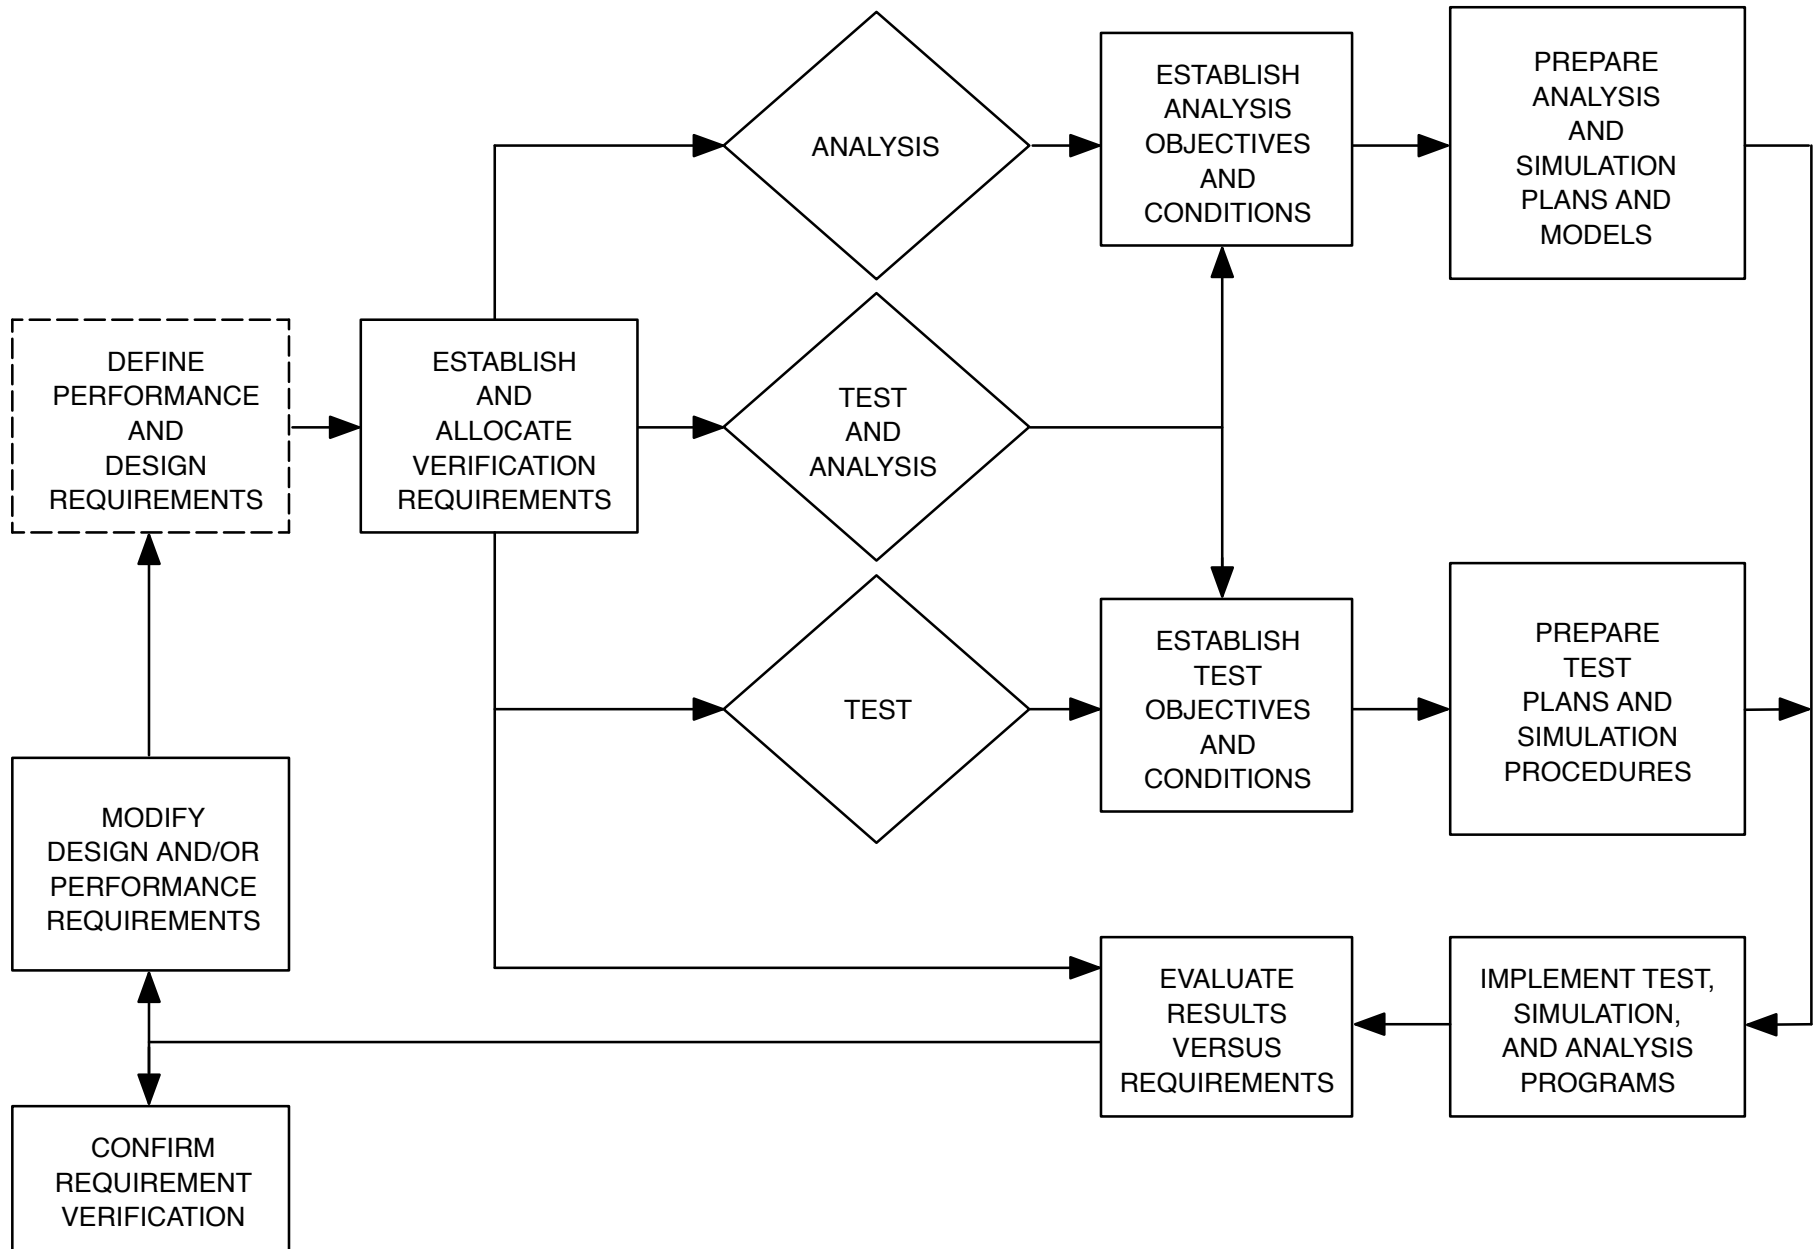 ANALYSIS
ESTABLISH
ANALYSIS
OBJECTIVES
AND
CONDITIONS
PREPARE
ANALYSIS
AND
SIMULATION
PLANS AND
MODELS
DEFINE
PERFORMANCE
AND
DESIGN
REQUIREMENTS
ESTABLISH
AND
ALLOCATE
VERIFICATION
REQUIREMENTS
TEST
AND
ANALYSIS
TEST
ESTABLISH
TEST
OBJECTIVES
AND
CONDITIONS
PREPARE
TEST
PLANS AND
SIMULATION
PROCEDURES
MODIFY
DESIGN AND/OR
PERFORMANCE
REQUIREMENTS
EVALUATE
RESULTS
VERSUS
REQUIREMENTS
IMPLEMENT TEST,
SIMULATION,
AND ANALYSIS
PROGRAMS
CONFIRM
REQUIREMENT
VERIFICATION